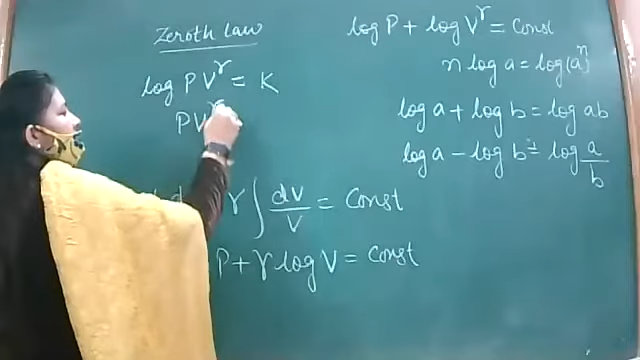 Zeroth law
log P V^γ = K
P V^γ
γ ∫ dV/V = Const
P + γ log V = Const
log P + log V^γ = Const
n log a = log(a)^n
log a + log b = log ab
log a - log b = log a/b